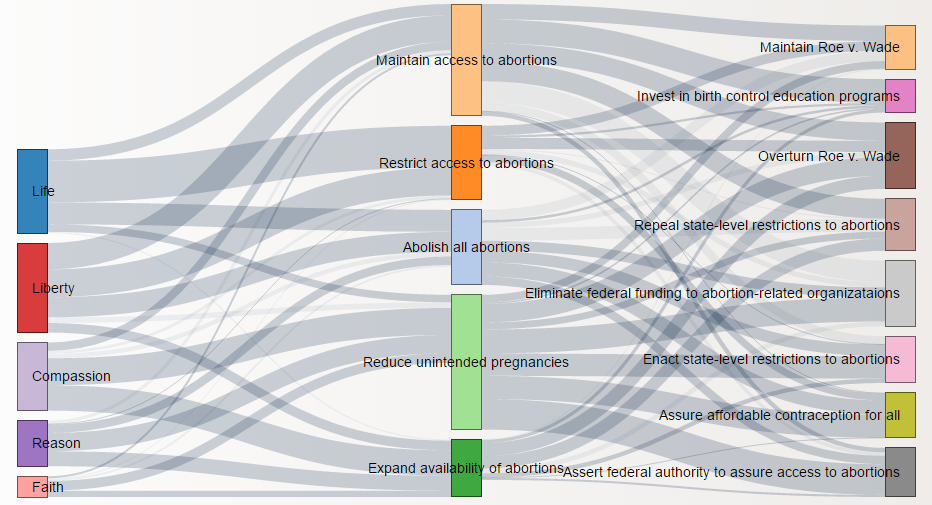 Life
Liberty
Compassion
Reason
Faith
Maintain access to abortions
Restrict access to abortions
Abolish all abortions
Reduce unintended pregnancies
Expand availability of abortions
Maintain Roe v. Wade
Invest in birth control education programs
Overturn Roe v. Wade
Repeal state-level restrictions to abortions
Eliminate federal funding to abortion-related organizataions
Enact state-level restrictions to abortions
Assure affordable contraception for all
Assert federal authority to assure access to abortions